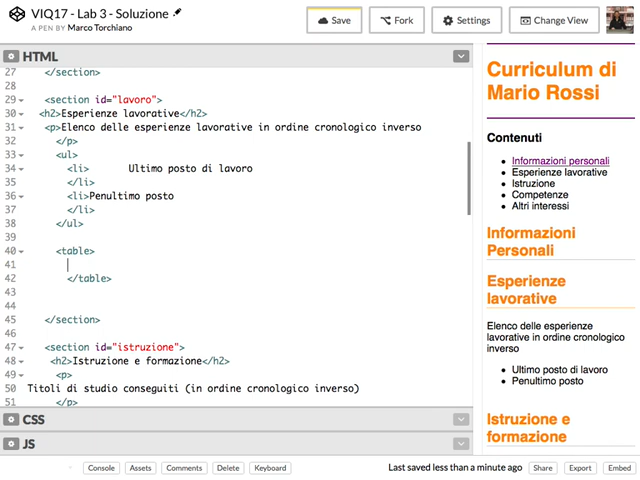 VIQ17 - Lab 3 - Soluzione
A PEN BY Marco Torchiano
Save
Fork
Settings
Change View
HTML
27 </section>
28
29 <section id="lavoro">
30 <h2>Esperienze lavorative</h2>
31 <p>Elenco delle esperienze lavorative in ordine cronologico inverso
32 </p>
33 <ul>
34 <li> Ultimo posto di lavoro
35 </li>
36 <li>Penultimo posto
37 </li>
38 </ul>
39
40 <table>
41
42 </table>
43
44
45 </section>
46
47 <section id="istruzione">
48 <h2>Istruzione e formazione</h2>
49 <p>
50 Titoli di studio conseguiti (in ordine cronologico inverso)
51 </p>
CSS
JS
Curriculum di
Mario Rossi
Contenuti
Informazioni personali
Esperienze lavorative
Istruzione
Competenze
Altri interessi
Informazioni
Personali
Esperienze
lavorative
Elenco delle esperienze
lavorative in ordine cronologico
inverso
Ultimo posto di lavoro
Penultimo posto
Istruzione e
formazione
Console
Assets
Comments
Delete
Keyboard
Last saved less than a minute ago
Share
Export
Embed